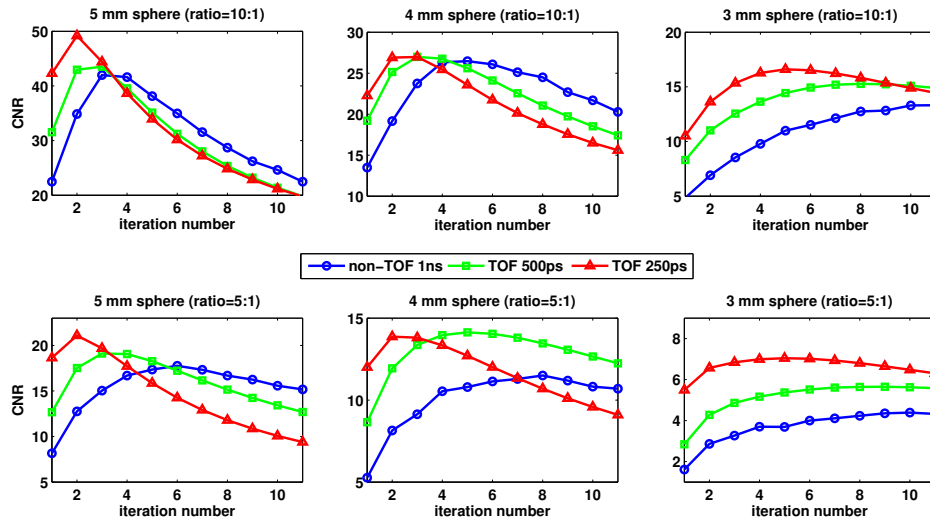 5 mm sphere (ratio=10:1)
4 mm sphere (ratio=10:1)
3 mm sphere (ratio=10:1)
50
40
30
20
CNR
2 4 6 8 10
iteration number
30
25
20
15
10
2 4 6 8 10
iteration number
20
15
10
5
2 4 6 8 10
iteration number
non-TOF 1ns TOF 500ps TOF 250ps
5 mm sphere (ratio=5:1)
4 mm sphere (ratio=5:1)
3 mm sphere (ratio=5:1)
20
15
10
5
CNR
2 4 6 8 10
iteration number
15
10
5
2 4 6 8 10
iteration number
8
6
4
2
2 4 6 8 10
iteration number